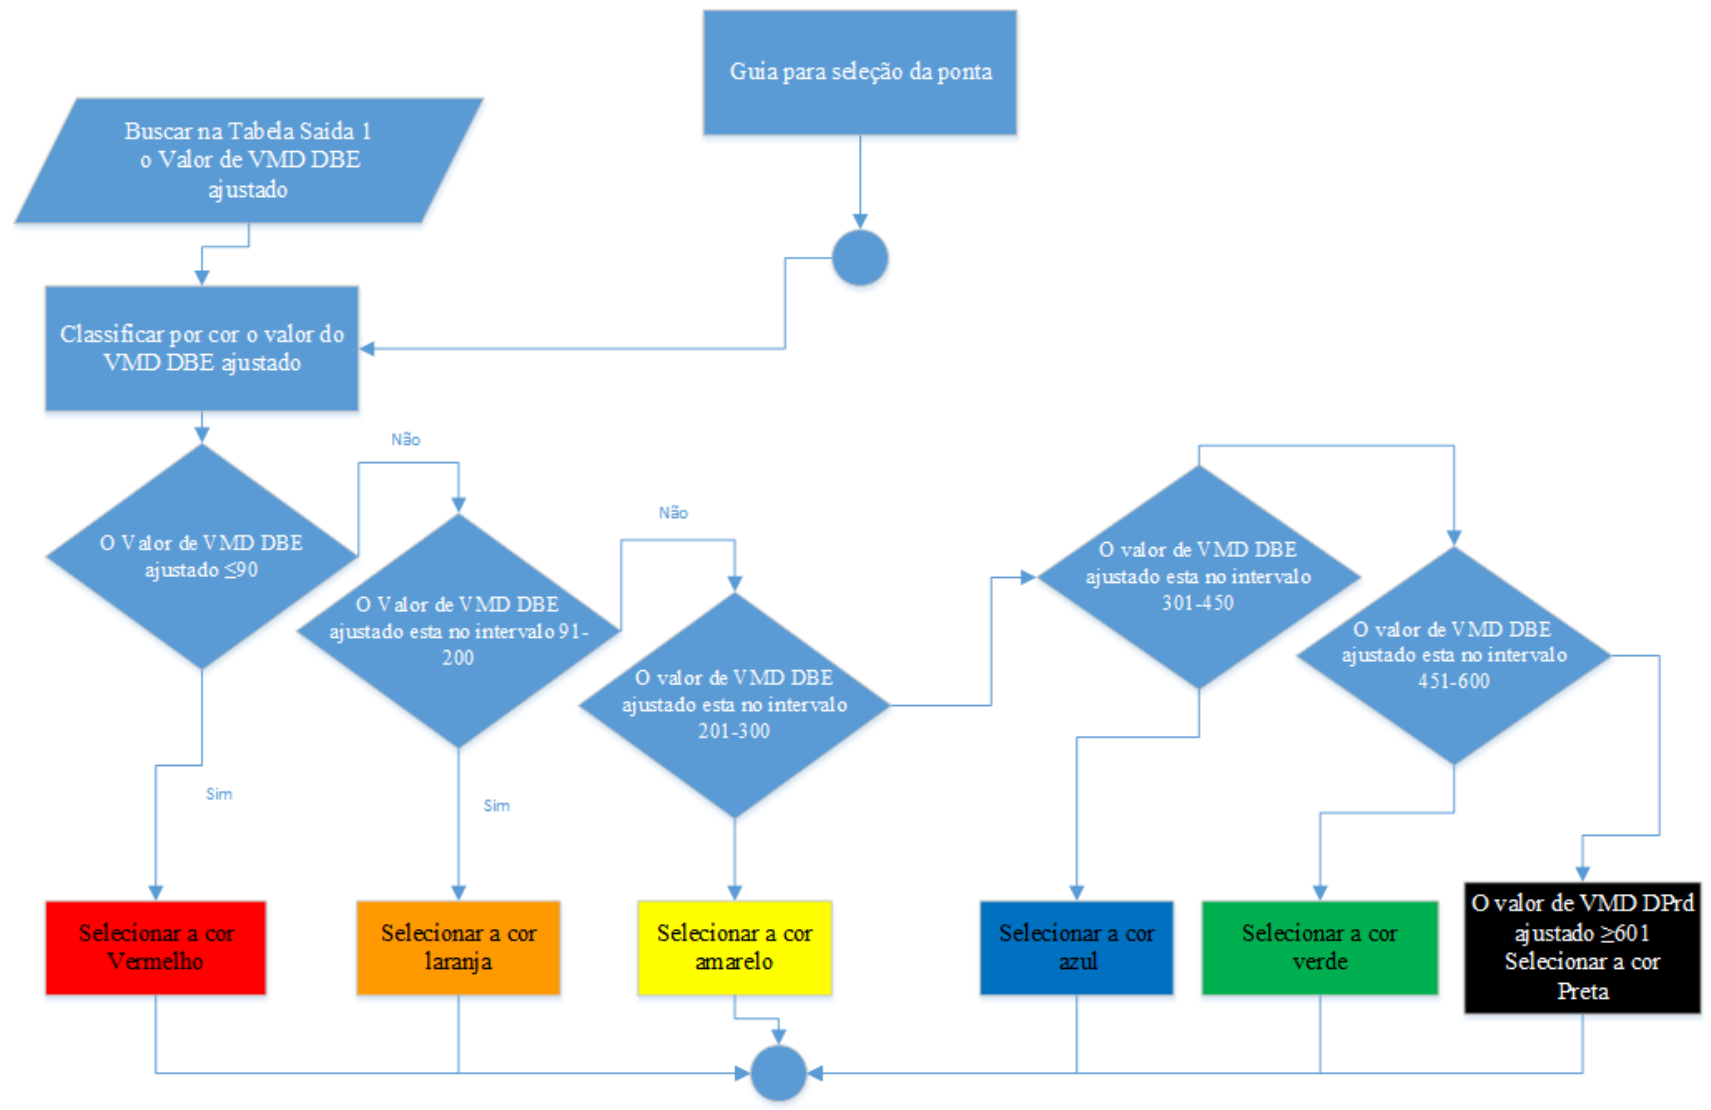 Guia para seleção da ponta
Buscar na Tabela Saída 1
o Valor de VMD DBE
ajustado
Classificar por cor o valor do
VMD DBE ajustado
Não
O Valor de VMD DBE
ajustado ≤90
Não
O Valor de VMD DBE
ajustado esta no intervalo 91-
200
O valor de VMD DBE
ajustado esta no intervalo
201-300
O valor de VMD DBE
ajustado esta no intervalo
301-450
O valor de VMD DBE
ajustado esta no intervalo
451-600
Sim
Sim
Selecionar a cor
Vermelho
Selecionar a cor
laranja
Selecionar a cor
amarelo
Selecionar a cor
azul
Selecionar a cor
verde
O valor de VMD DPrd
ajustado ≥601
Selecionar a cor
Preta